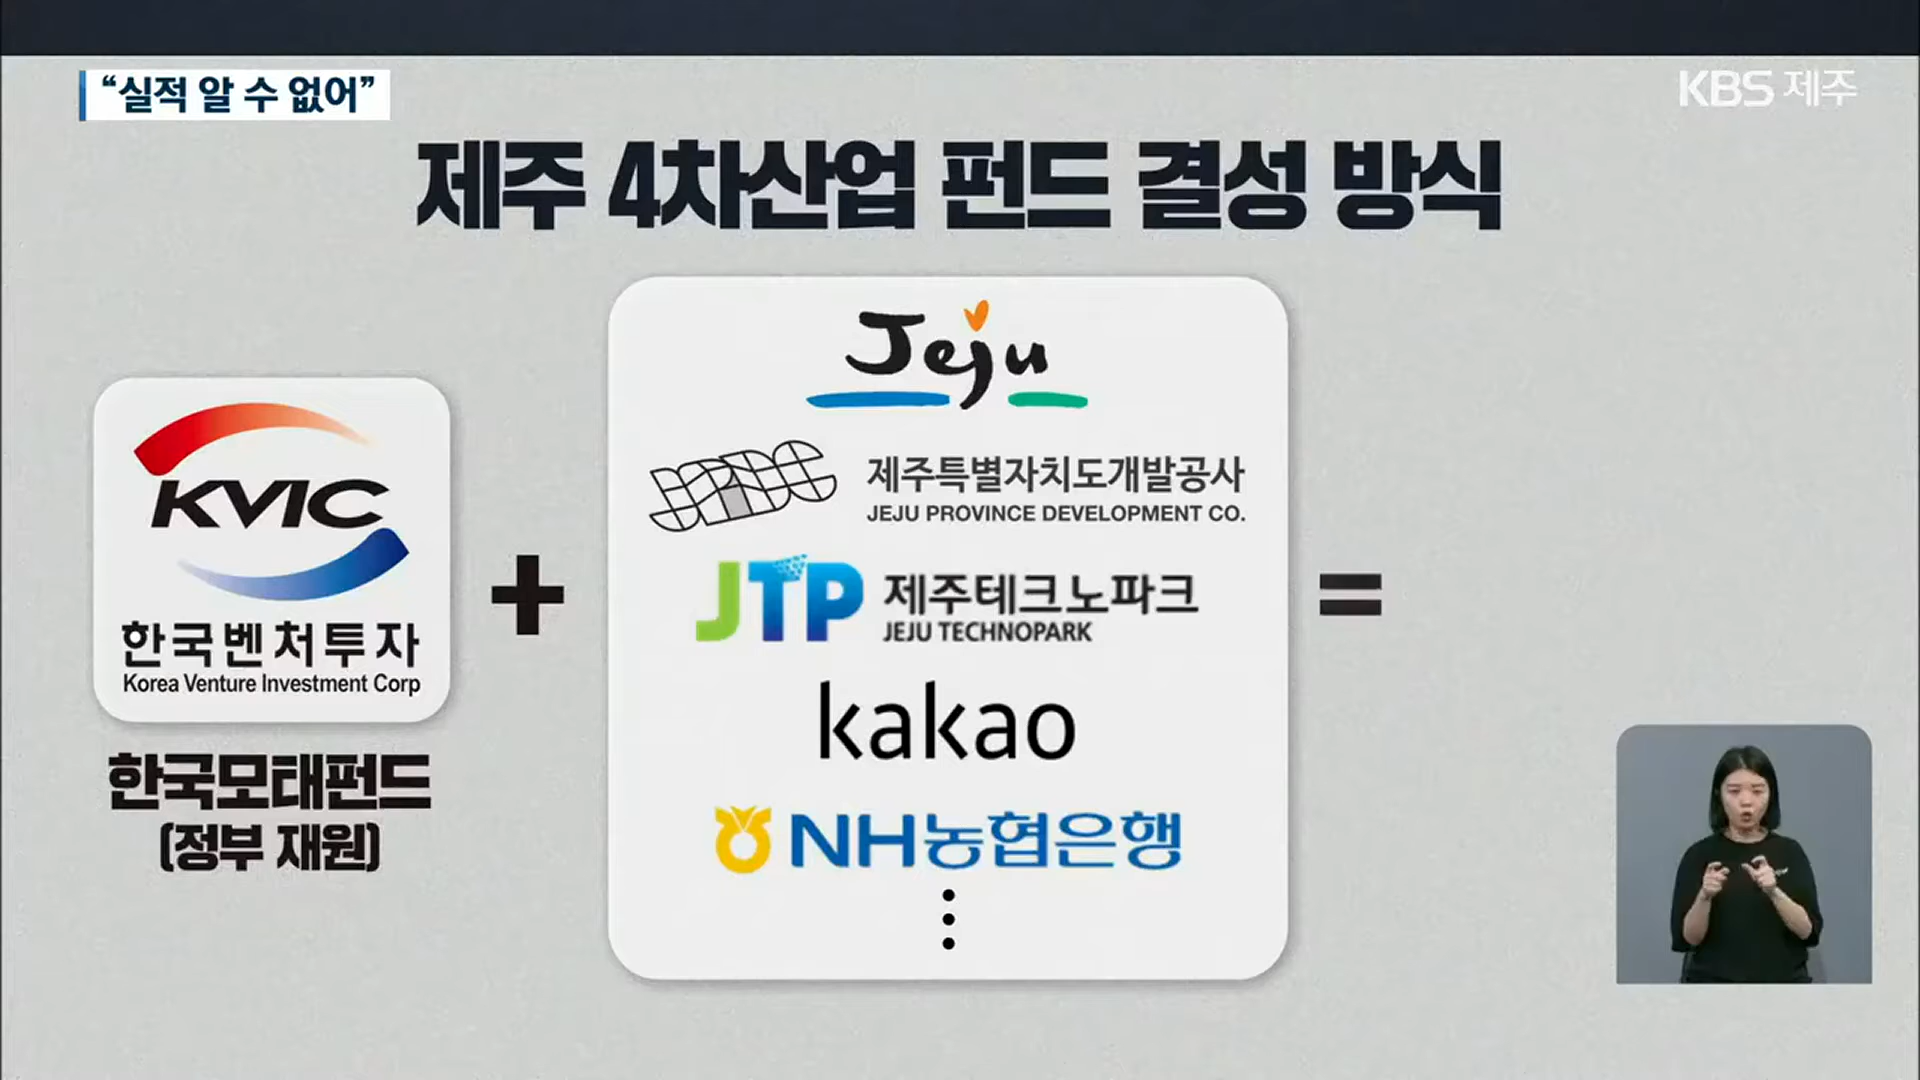 “실적 알 수 없어”
KBS 제주
제주 4차산업 펀드 결성 방식
KVIC
한국벤처투자
Korea Venture Investment Corp
한국모태펀드
(정부 재원)
+
Jeju
JPDC 제주특별자치도개발공사
JEJU PROVINCE DEVELOPMENT CO.
JTP 제주테크노파크
JEJU TECHNOPARK
kakao
NH농협은행
=